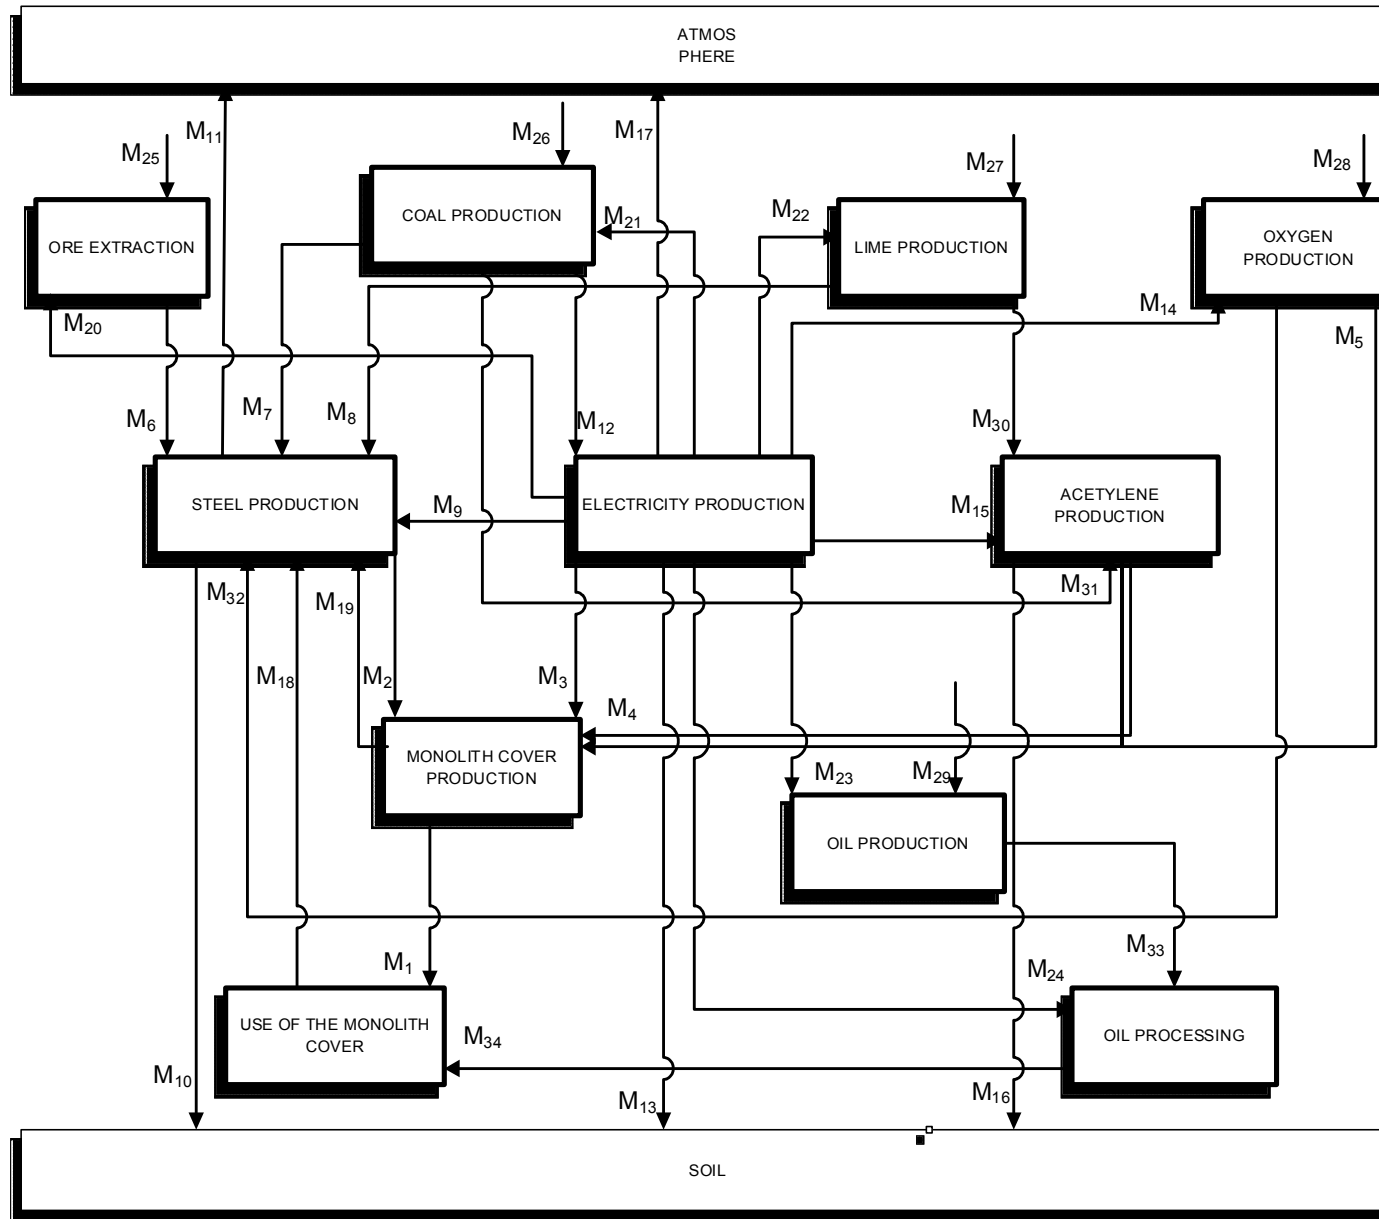 ATMOS
PHERE
M11
M26
M17
M25
M27
M28
COAL PRODUCTION
M21
M22
ORE EXTRACTION
LIME PRODUCTION
OXYGEN
PRODUCTION
M20
M14
M5
M6
M7
M8
M12
M30
STEEL PRODUCTION
M9
ELECTRICITY PRODUCTION
M15
ACETYLENE
PRODUCTION
M32
M19
M31
M18
M2
M3
M4
MONOLITH COVER
PRODUCTION
M23
M29
OIL PRODUCTION
M1
M33
M24
USE OF THE MONOLITH
COVER
M34
OIL PROCESSING
M10
M13
M16
SOIL